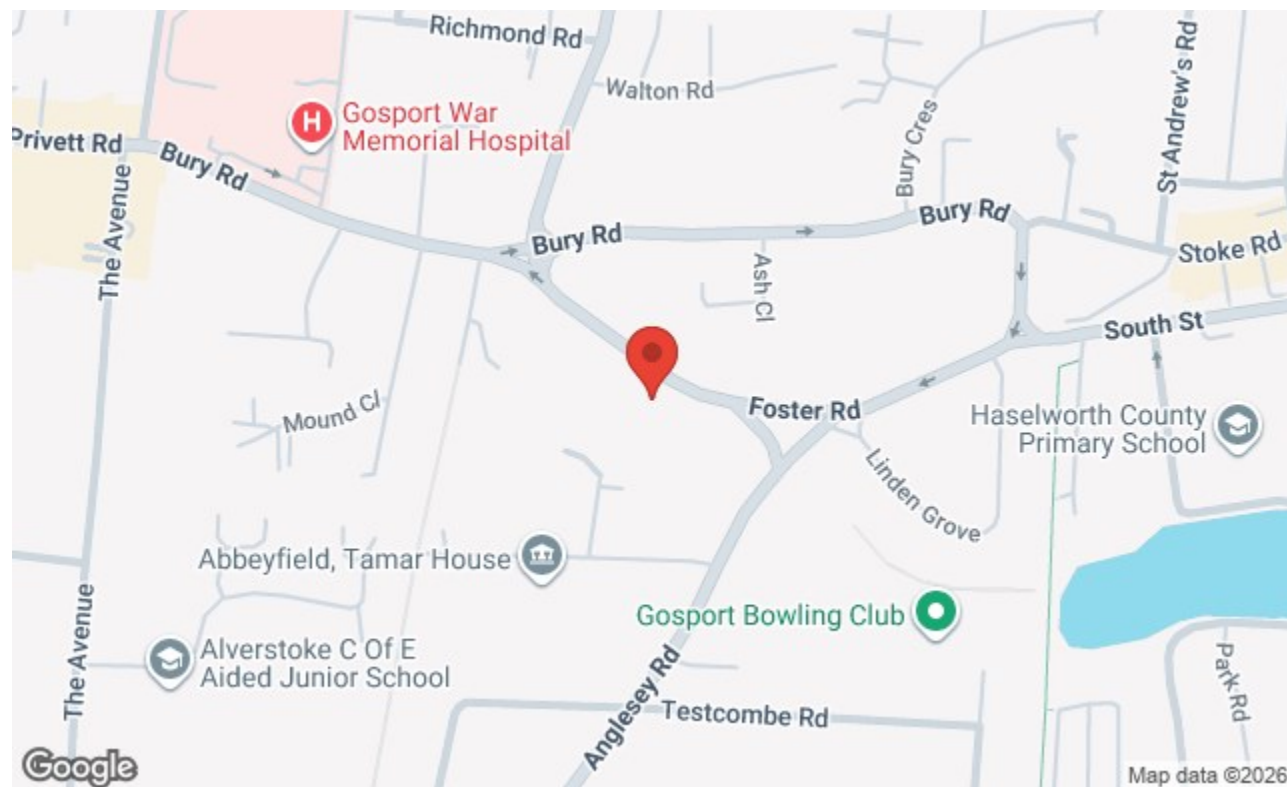 Richmond Rd
Walton Rd
Gosport War
Memorial Hospital
H
Privett Rd
Bury Rd
Bury Cres
St Andrew's Rd
Bury Rd
Bury Rd
Stoke Rd
The Avenue
Ash Cl
South St
Mound Cl
Foster Rd
Haselworth County
Primary School
Linden Grove
Abbeyfield, Tamar House
Gosport Bowling Club
Alverstoke C Of E
Aided Junior School
The Avenue
Anglesey Rd
Park Rd
Testcombe Rd
Google
Map data ©2026